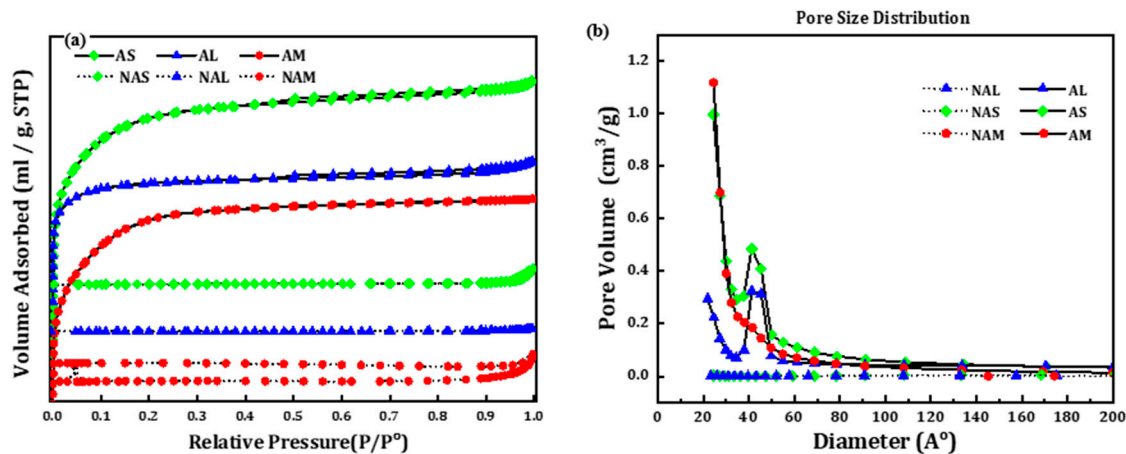 (a)
AS AL AM
NAS NAL NAM
Volume Adsorbed (ml / g, STP)
0.0 0.1 0.2 0.3 0.4 0.5 0.6 0.7 0.8 0.9 1.0
Relative Pressure(P/P°)
Pore Size Distribution
(b)
NAL AL
NAS AS
NAM AM
Pore Volume (cm³/g)
1.2
1.0
0.8
0.6
0.4
0.2
0.0
0 20 40 60 80 100 120 140 160 180 200
Diameter (A°)